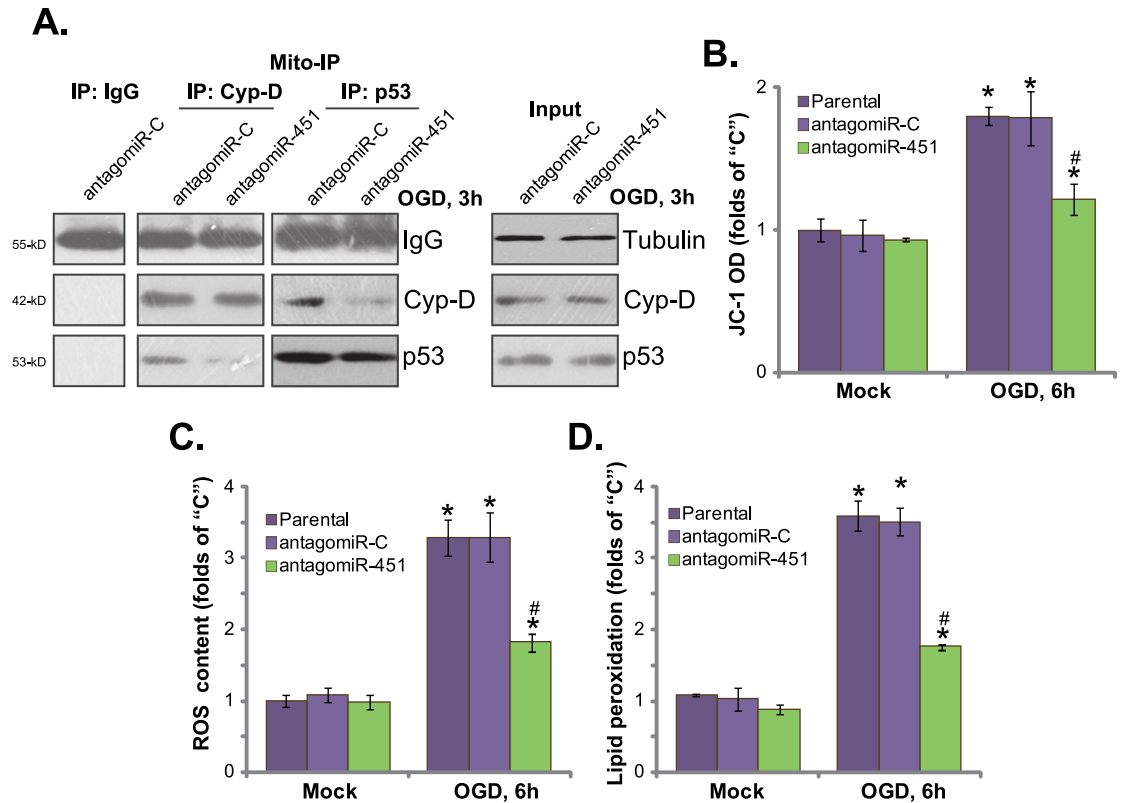 A.
Mito-IP
IP: IgG
IP: Cyp-D
IP: p53
Input
antagomiR-C
antagomiR-C
antagomiR-451
antagomiR-C
antagomiR-451
antagomiR-C
antagomiR-451
OGD, 3h
OGD, 3h
55-kD
IgG
Tubulin
42-kD
Cyp-D
Cyp-D
53-kD
p53
p53
B.
JC-1 OD (folds of “C”)
2
1
0
Parental
antagomiR-C
antagomiR-451
*
*
#
*
Mock
OGD, 6h
C.
ROS content (folds of “C”)
4
3
2
1
0
Parental
antagomiR-C
antagomiR-451
*
*
#
*
Mock
OGD, 6h
D.
Lipid peroxidation (folds of “C”)
4
3
2
1
0
Parental
antagomiR-C
antagomiR-451
*
*
#
*
Mock
OGD, 6h